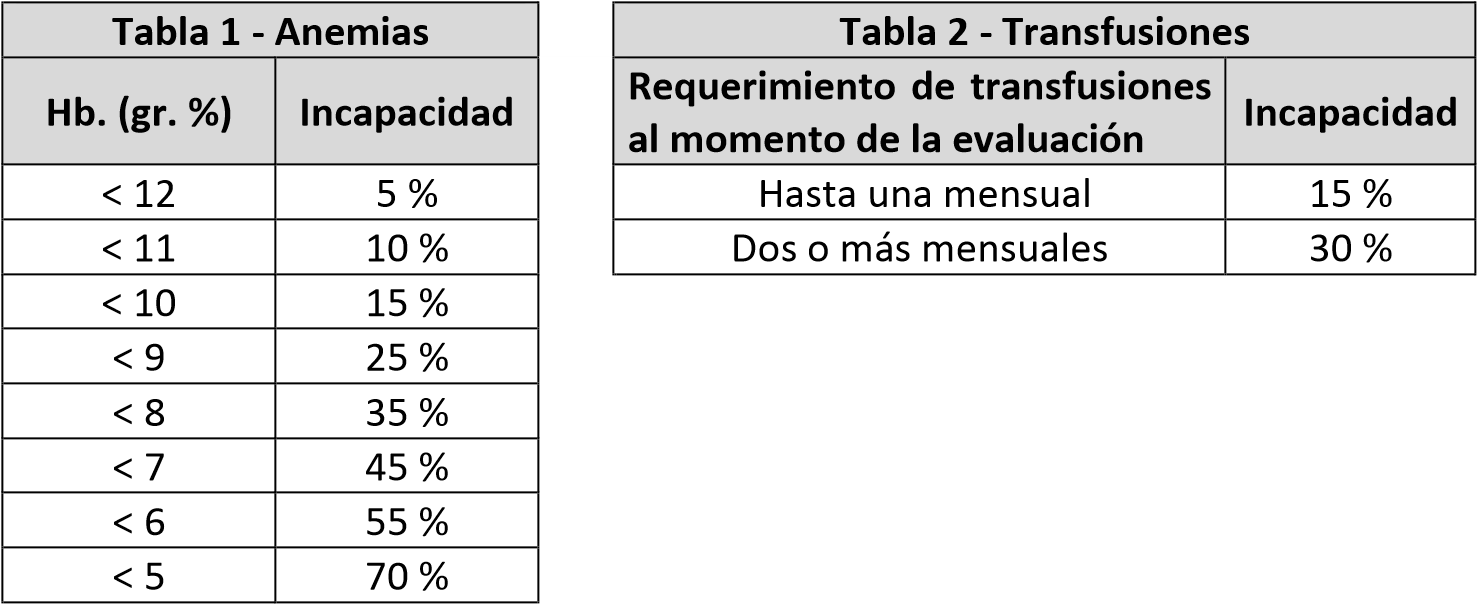 Tabla 1 - Anemias
Hb. (gr. %) Incapacidad
< 12 5 %
< 11 10 %
< 10 15 %
< 9 25 %
< 8 35 %
< 7 45 %
< 6 55 %
< 5 70 %
Tabla 2 - Transfusiones
Requerimiento de transfusiones
al momento de la evaluación Incapacidad
Hasta una mensual 15 %
Dos o más mensuales 30 %